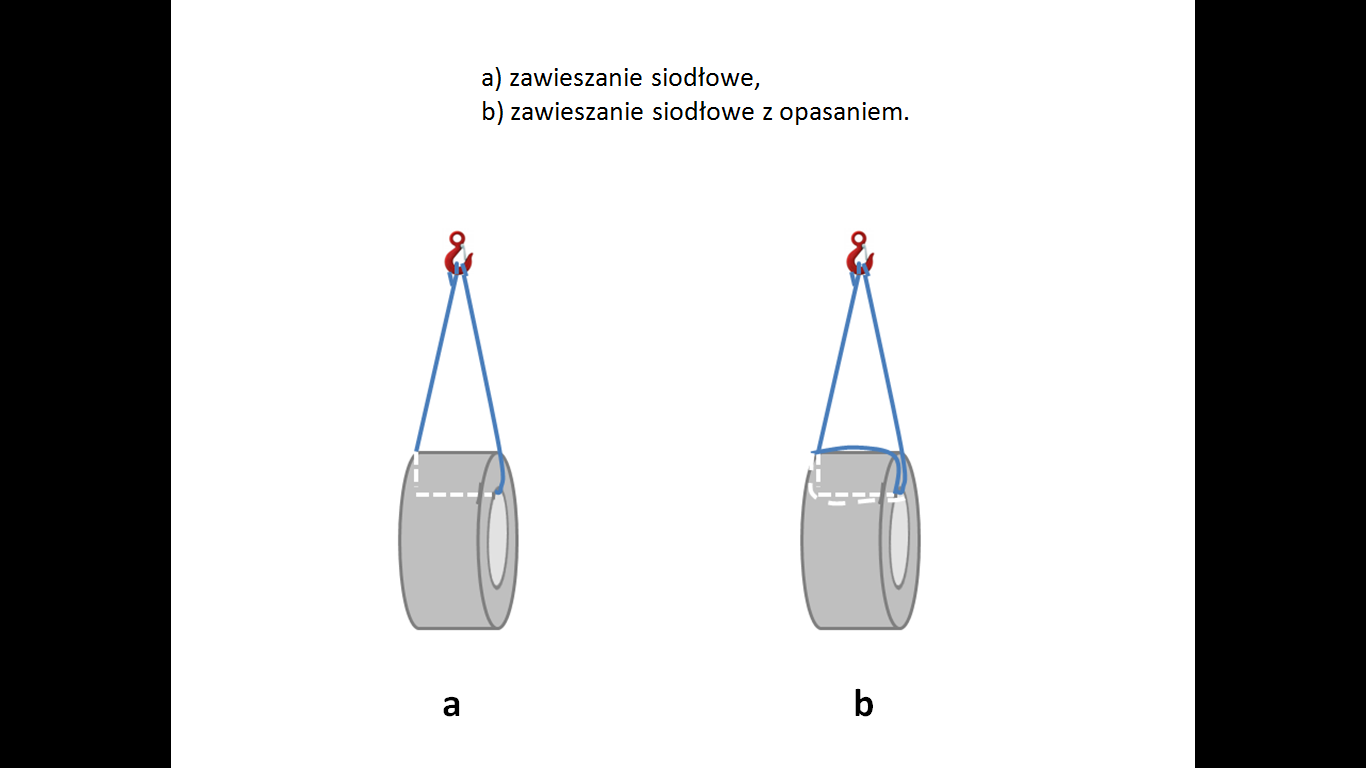 a) zawieszanie siodłowe,
b) zawieszanie siodłowe z opasaniem.
a
b